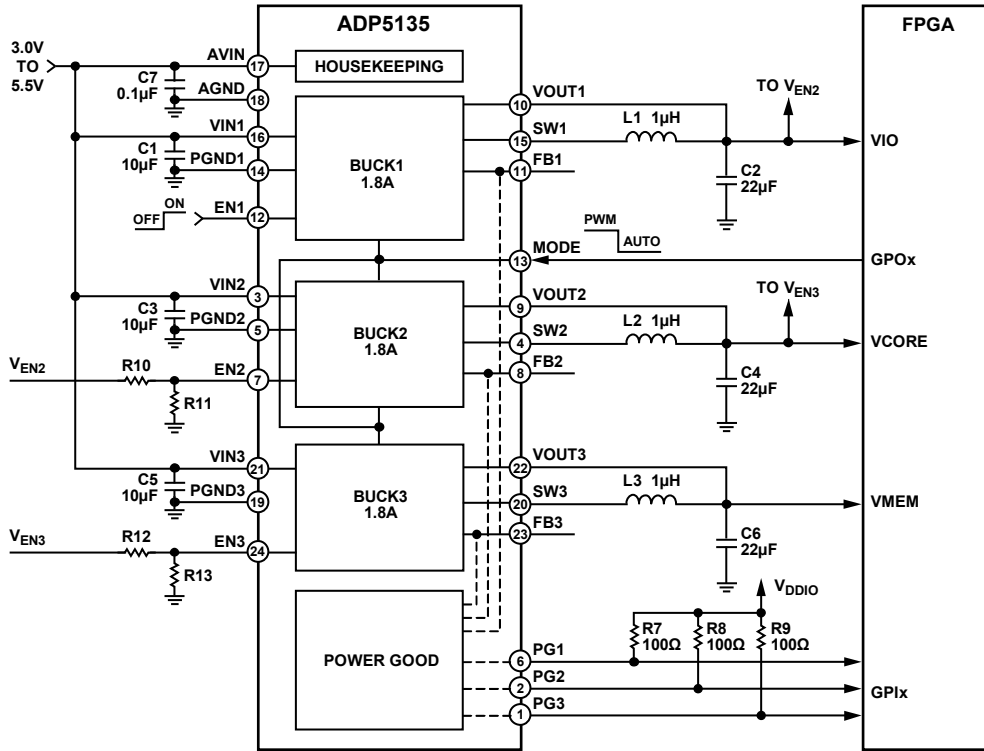 ADP5135
FPGA
3.0V
TO
5.5V
AVIN
17
HOUSEKEEPING
C7
0.1µF
AGND
18
VIN1
16
C1
10µF
PGND1
14
OFF
ON
EN1
12
BUCK1
1.8A
10
VOUT1
15
SW1
11
FB1
L1 1µH
TO VEN2
C2
22µF
VIO
13
MODE
PWM
AUTO
GPOx
VIN2
3
C3
10µF
PGND2
5
VEN2
R10
EN2
7
R11
BUCK2
1.8A
9
VOUT2
4
SW2
8
FB2
L2 1µH
TO VEN3
C4
22µF
VCORE
VIN3
21
C5
10µF
PGND3
19
VEN3
R12
EN3
24
R13
BUCK3
1.8A
22
VOUT3
20
SW3
23
FB3
L3 1µH
C6
22µF
VMEM
VDDIO
R7
100Ω
R8
100Ω
R9
100Ω
POWER GOOD
6
PG1
2
PG2
1
PG3
GPIx